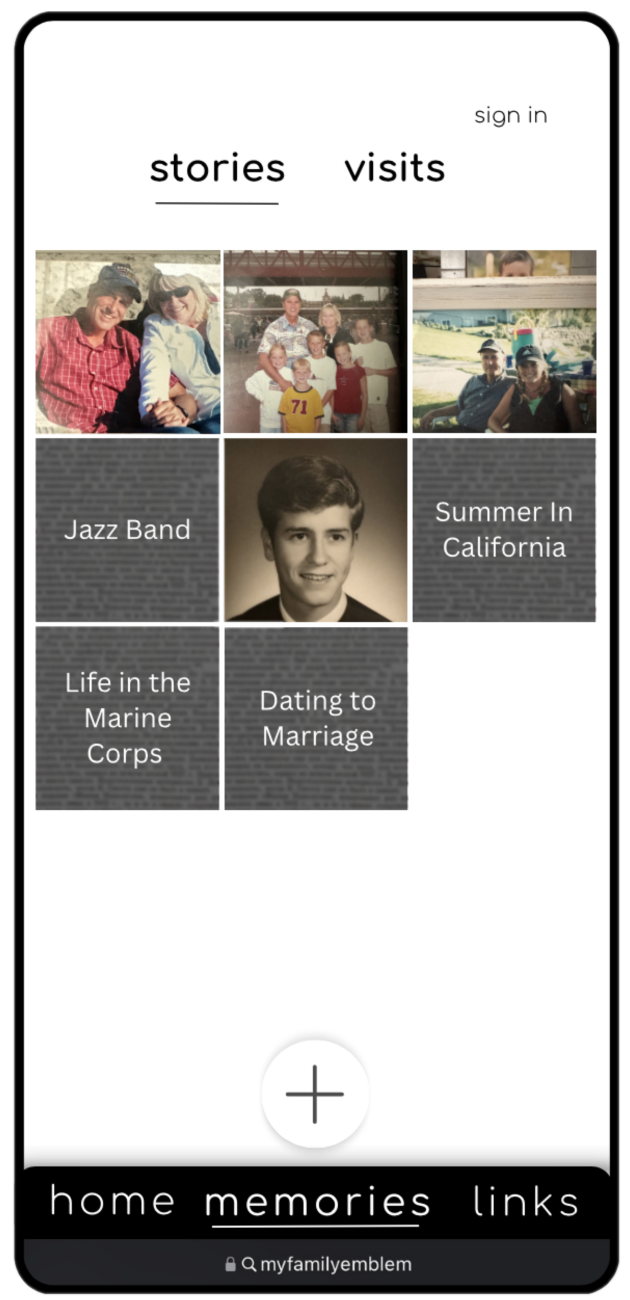 sign in
stories visits
71
Jazz Band
Summer In
California
Life in the
Marine
Corps
Dating to
Marriage
home memories links
myfamilyemblem